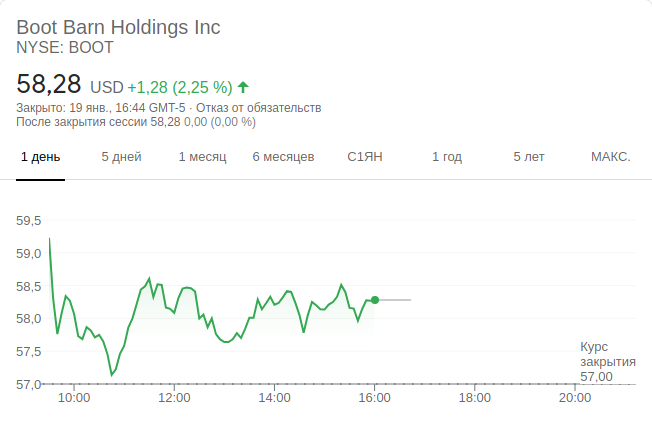 Boot Barn Holdings Inc
NYSE: BOOT
58,28 USD +1,28 (2,25 %)
Закрыто: 19 янв., 16:44 GMT-5 · Отказ от обязательств
После закрытия сессии 58,28 0,00 (0,00 %)
1 день 5 дней 1 месяц 6 месяцев С1ЯН 1 год 5 лет МАКС.
59,5
59,0
58,5
58,0
57,5
57,0
Курс
закрытия
57,00
10:00 12:00 14:00 16:00 18:00 20:00